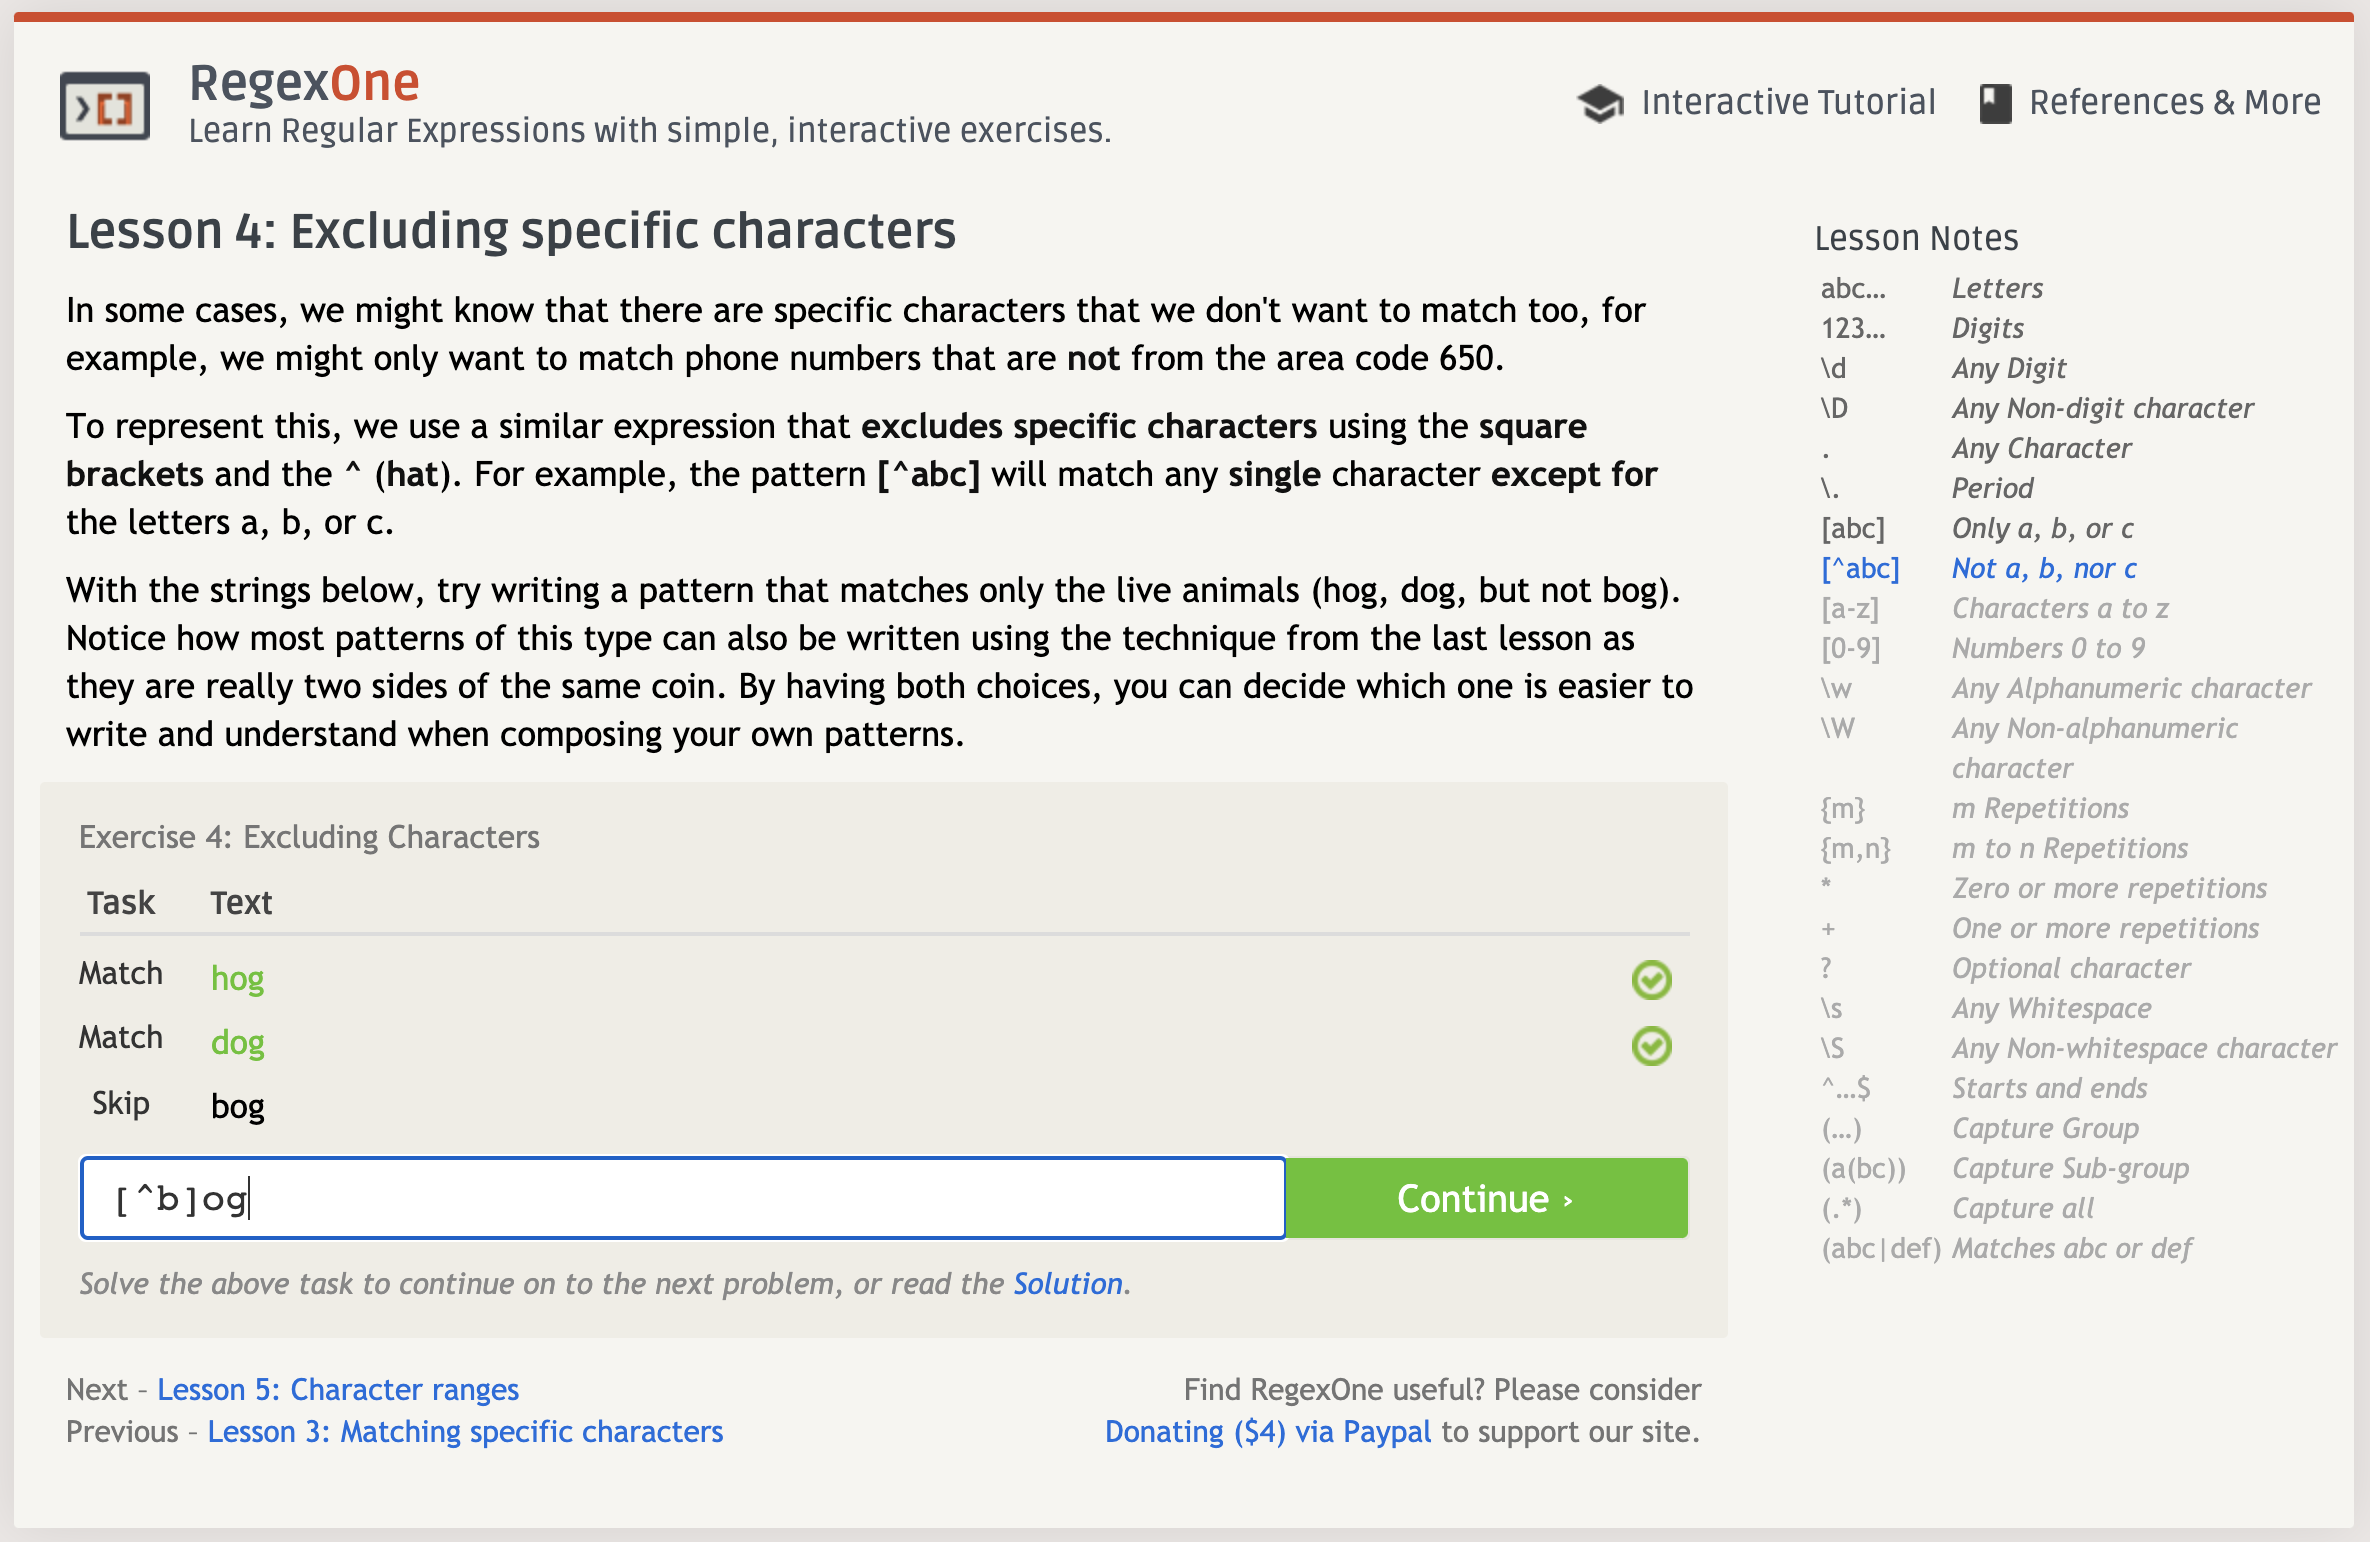 RegexOne
Learn Regular Expressions with simple, interactive exercises.
Interactive Tutorial
References & More
Lesson 4: Excluding specific characters
In some cases, we might know that there are specific characters that we don't want to match too, for
example, we might only want to match phone numbers that are not from the area code 650.
To represent this, we use a similar expression that excludes specific characters using the square
brackets and the ^ (hat). For example, the pattern [^abc] will match any single character except for
the letters a, b, or c.
With the strings below, try writing a pattern that matches only the live animals (hog, dog, but not bog).
Notice how most patterns of this type can also be written using the technique from the last lesson as
they are really two sides of the same coin. By having both choices, you can decide which one is easier to
write and understand when composing your own patterns.
Exercise 4: Excluding Characters
Task Text
Match hog
Match dog
Skip bog
[^b]og
Continue ›
Solve the above task to continue on to the next problem, or read the Solution.
Next – Lesson 5: Character ranges
Previous – Lesson 3: Matching specific characters
Find RegexOne useful? Please consider
Donating ($4) via Paypal to support our site.
Lesson Notes
abc… Letters
123… Digits
\d Any Digit
\D Any Non-digit character
. Any Character
\. Period
[abc] Only a, b, or c
[^abc] Not a, b, nor c
[a-z] Characters a to z
[0-9] Numbers 0 to 9
\w Any Alphanumeric character
\W Any Non-alphanumeric
character
{m} m Repetitions
{m,n} m to n Repetitions
* Zero or more repetitions
+ One or more repetitions
? Optional character
\s Any Whitespace
\S Any Non-whitespace character
^…$ Starts and ends
(…) Capture Group
(a(bc)) Capture Sub-group
(.*) Capture all
(abc|def) Matches abc or def